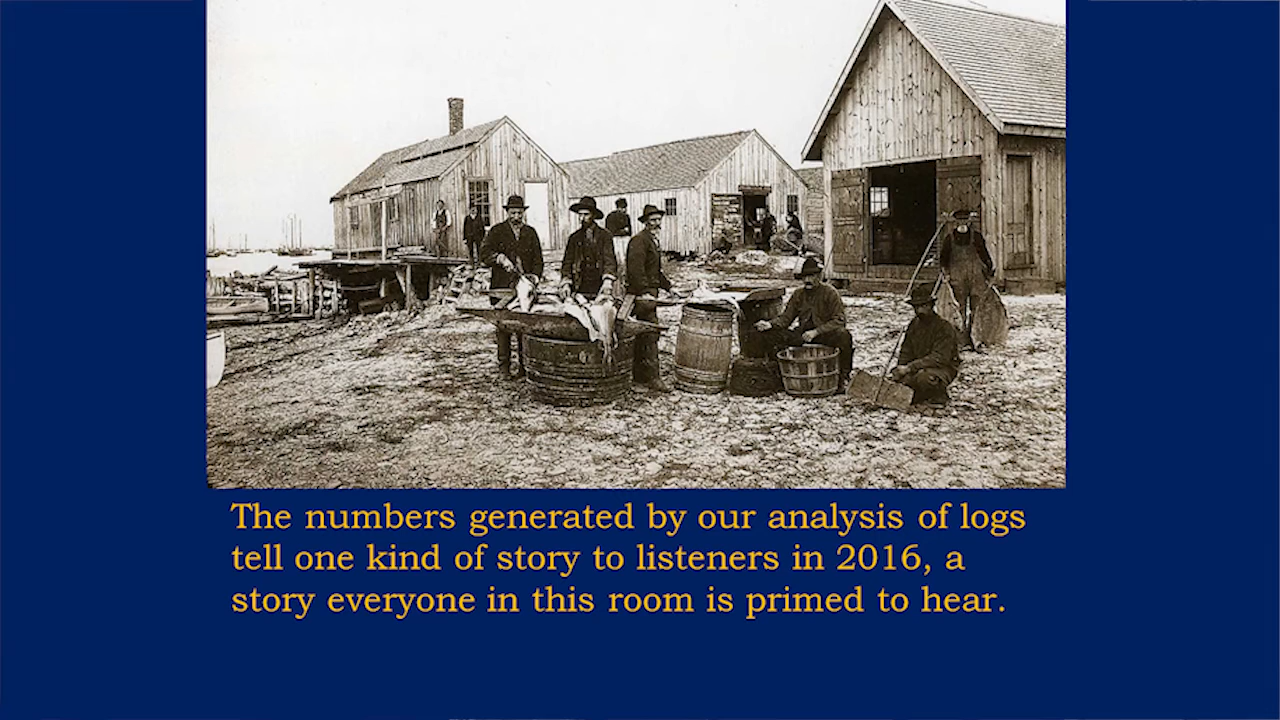 The numbers generated by our analysis of logs
tell one kind of story to listeners in 2016, a
story everyone in this room is primed to hear.